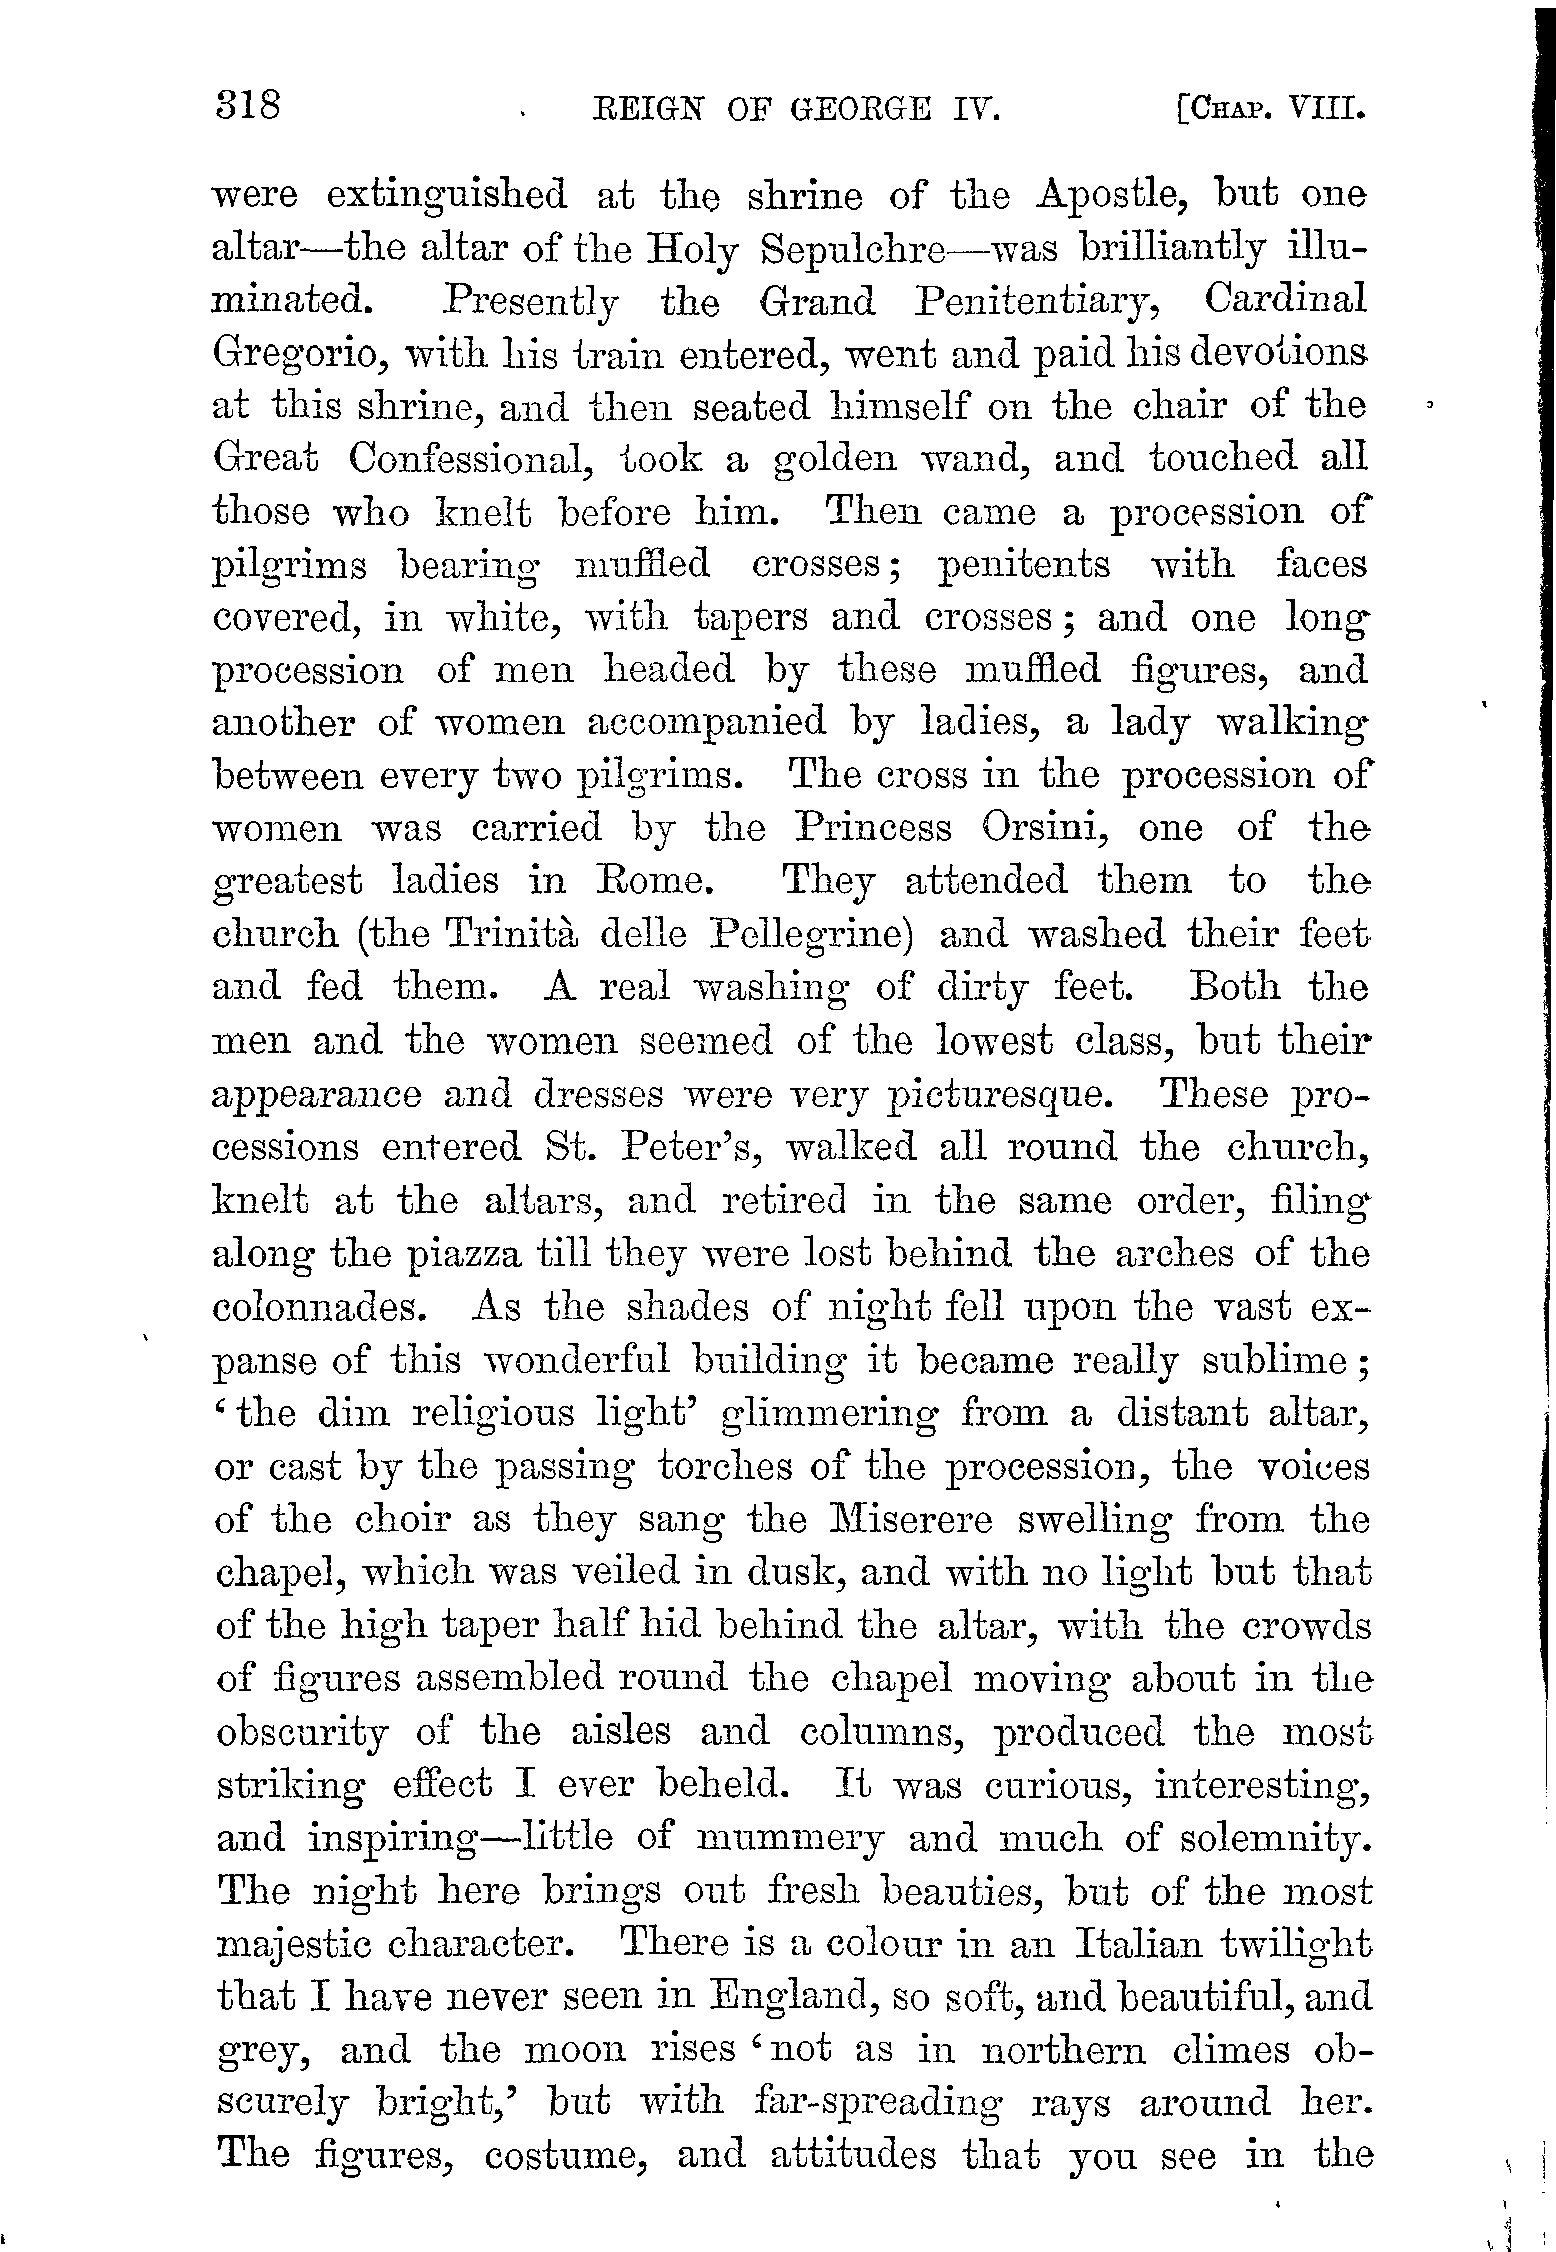 318 REIGN OF GEORGE IV. [CHAP. VIII.
were extinguished at the shrine of the Apostle, but one
altar—the altar of the Holy Sepulchre—was brilliantly illu-
minated. Presently the Grand Penitentiary, Cardinal
Gregorio, with his train entered, went and paid his devotions
at this shrine, and then seated himself on the chair of the
Great Confessional, took a golden wand, and touched all
those who knelt before him. Then came a procession of
pilgrims bearing muffled crosses; penitents with faces
covered, in white, with tapers and crosses; and one long
procession of men headed by these muffled figures, and
another of women accompanied by ladies, a lady walking
between every two pilgrims. The cross in the procession of
women was carried by the Princess Orsini, one of the
greatest ladies in Rome. They attended them to the
church (the Trinità delle Pellegrine) and washed their feet
and fed them. A real washing of dirty feet. Both the
men and the women seemed of the lowest class, but their
appearance and dresses were very picturesque. These pro-
cessions entered St. Peter's, walked all round the church,
knelt at the altars, and retired in the same order, filing
along the piazza till they were lost behind the arches of the
colonnades. As the shades of night fell upon the vast ex-
panse of this wonderful building it became really sublime;
'the dim religious light' glimmering from a distant altar,
or cast by the passing torches of the procession, the voices
of the choir as they sang the Miserere swelling from the
chapel, which was veiled in dusk, and with no light but that
of the high taper half hid behind the altar, with the crowds
of figures assembled round the chapel moving about in the
obscurity of the aisles and columns, produced the most
striking effect I ever beheld. It was curious, interesting,
and inspiring—little of mummery and much of solemnity.
The night here brings out fresh beauties, but of the most
majestic character. There is a colour in an Italian twilight
that I have never seen in England, so soft, and beautiful, and
grey, and the moon rises 'not as in northern climes ob-
scurely bright,' but with far-spreading rays around her.
The figures, costume, and attitudes that you see in the